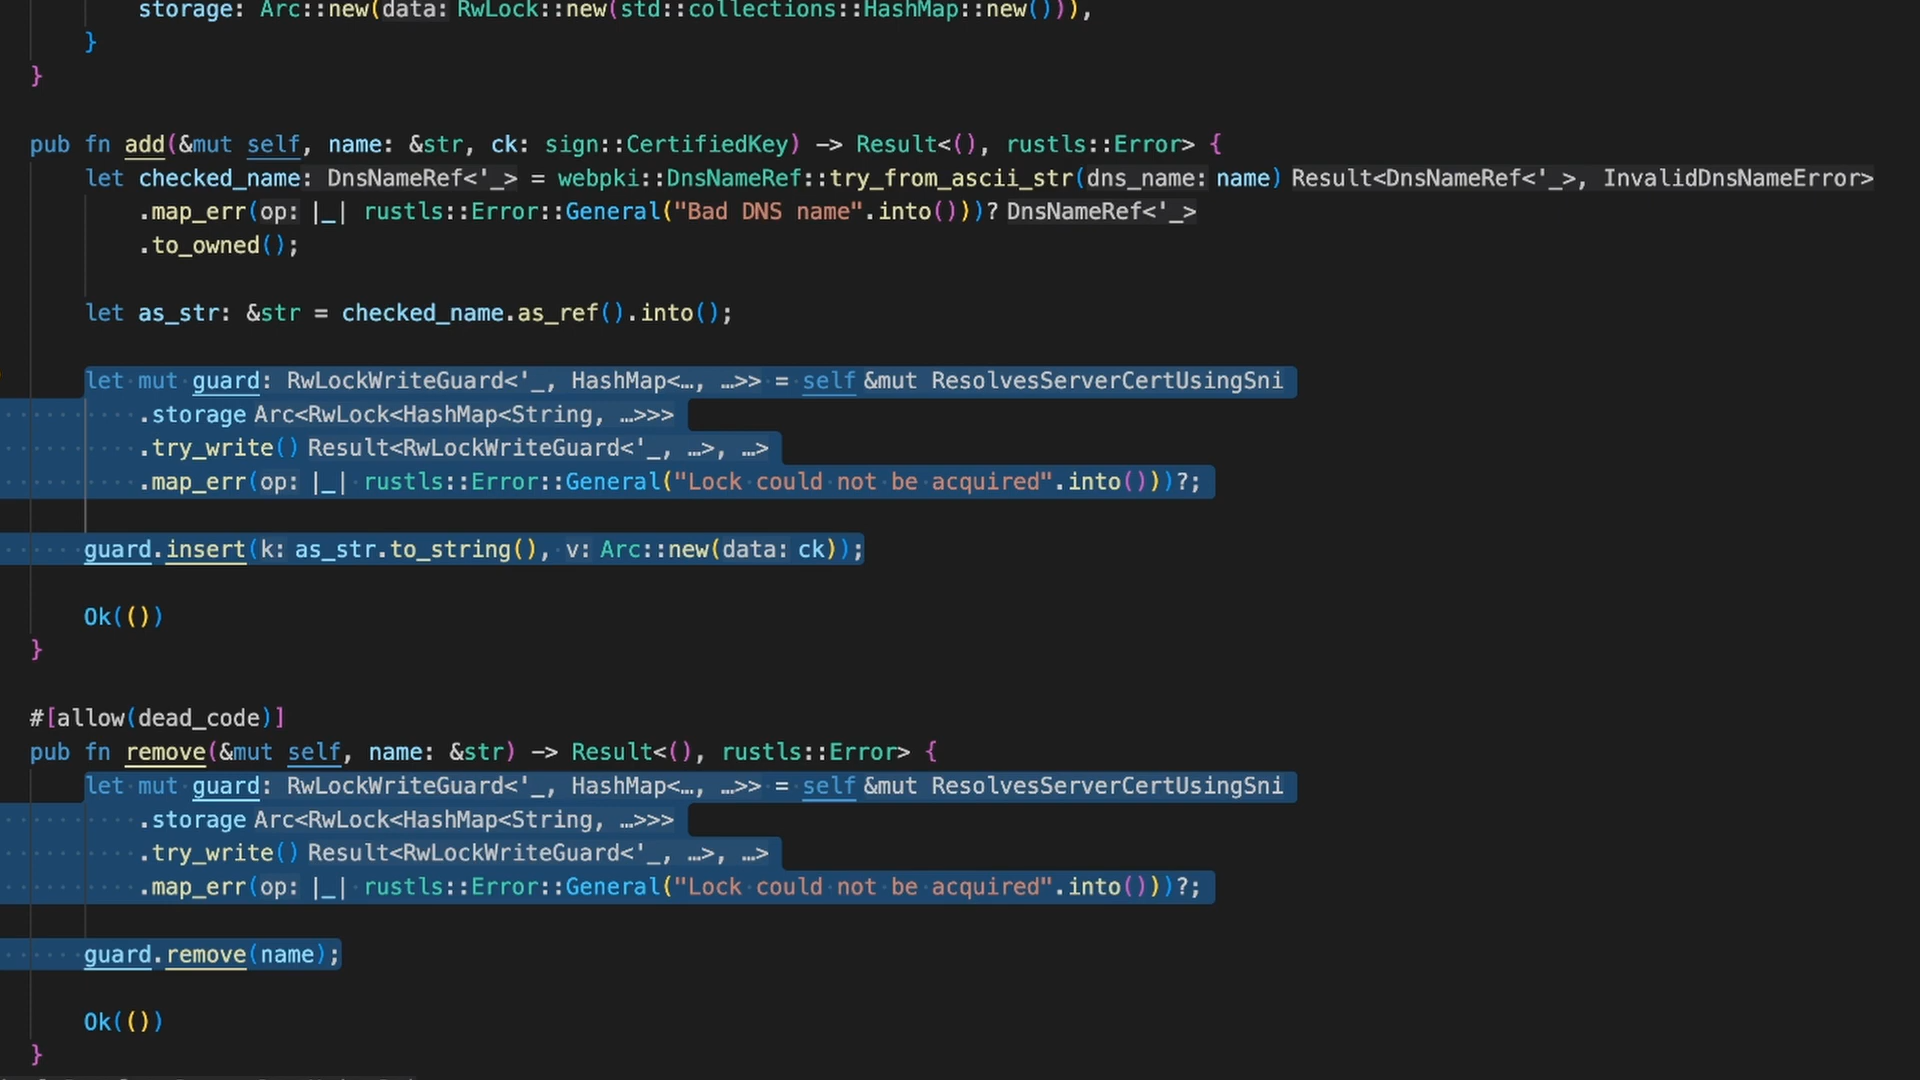 storage: Arc::new(data: RwLock::new(std::collections::HashMap::new())),
}
}
pub fn add(&mut self, name: &str, ck: sign::CertifiedKey) -> Result<(), rustls::Error> {
let checked_name: DnsNameRef<'_> = webpki::DnsNameRef::try_from_ascii_str(dns_name: name) Result<DnsNameRef<'_>, InvalidDnsNameError>
.map_err(op: |_| rustls::Error::General("Bad DNS name".into()))? DnsNameRef<'_>
.to_owned();
let as_str: &str = checked_name.as_ref().into();
let mut guard: RwLockWriteGuard<'_, HashMap<…, …>> = self &mut ResolvesServerCertUsingSni
.storage Arc<RwLock<HashMap<String, …>>>
.try_write() Result<RwLockWriteGuard<'_, …>, …>
.map_err(op: |_| rustls::Error::General("Lock could not be acquired".into()))?;
guard.insert(k: as_str.to_string(), v: Arc::new(data: ck));
Ok(())
}
#[allow(dead_code)]
pub fn remove(&mut self, name: &str) -> Result<(), rustls::Error> {
let mut guard: RwLockWriteGuard<'_, HashMap<…, …>> = self &mut ResolvesServerCertUsingSni
.storage Arc<RwLock<HashMap<String, …>>>
.try_write() Result<RwLockWriteGuard<'_, …>, …>
.map_err(op: |_| rustls::Error::General("Lock could not be acquired".into()))?;
guard.remove(name);
Ok(())
}